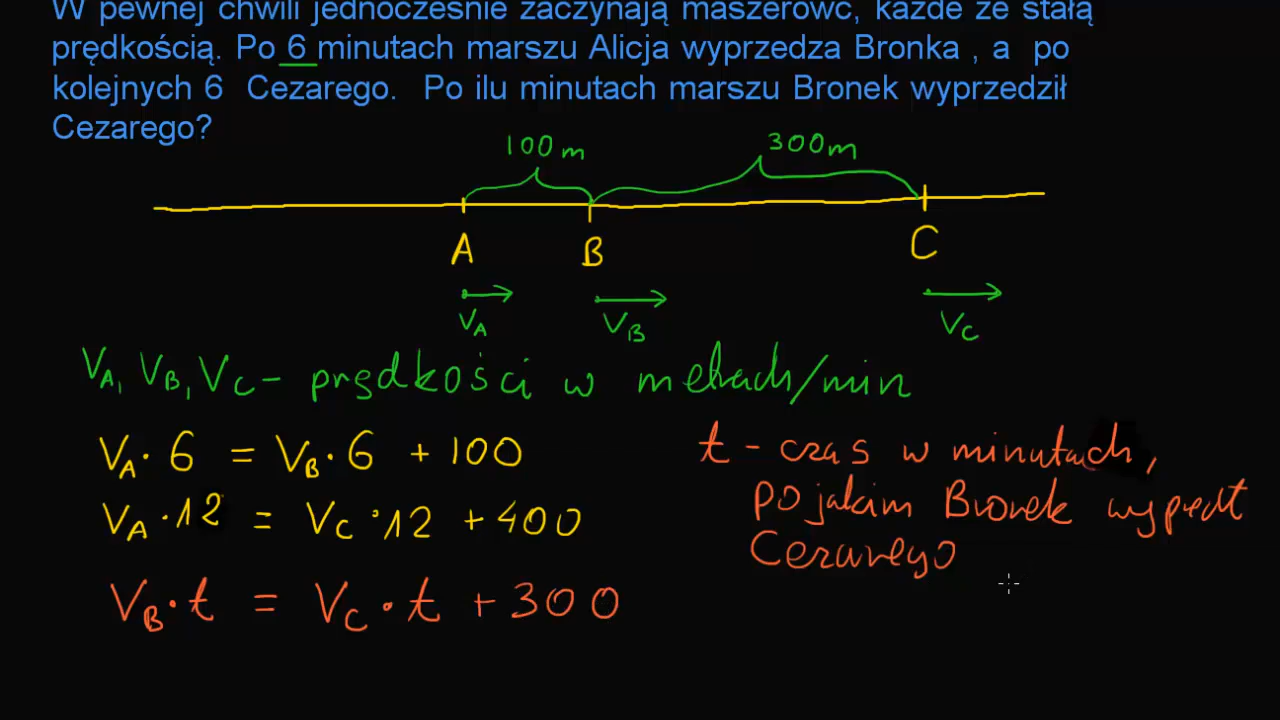 W pewnej chwili jednocześnie zaczynają maszerowć, każde ze stałą
prędkością. Po 6 minutach marszu Alicja wyprzedza Bronka , a po
kolejnych 6 Cezarego. Po ilu minutach marszu Bronek wyprzedził
Cezarego?
100 m
300m
A B C
VA VB VC
VA, VB, VC - prędkości w metrach/min
VA · 6 = VB · 6 + 100
VA · 12 = VC · 12 + 400
VB · t = VC · t + 300
t - czas w minutach,
po jakim Bronek
Cezarego